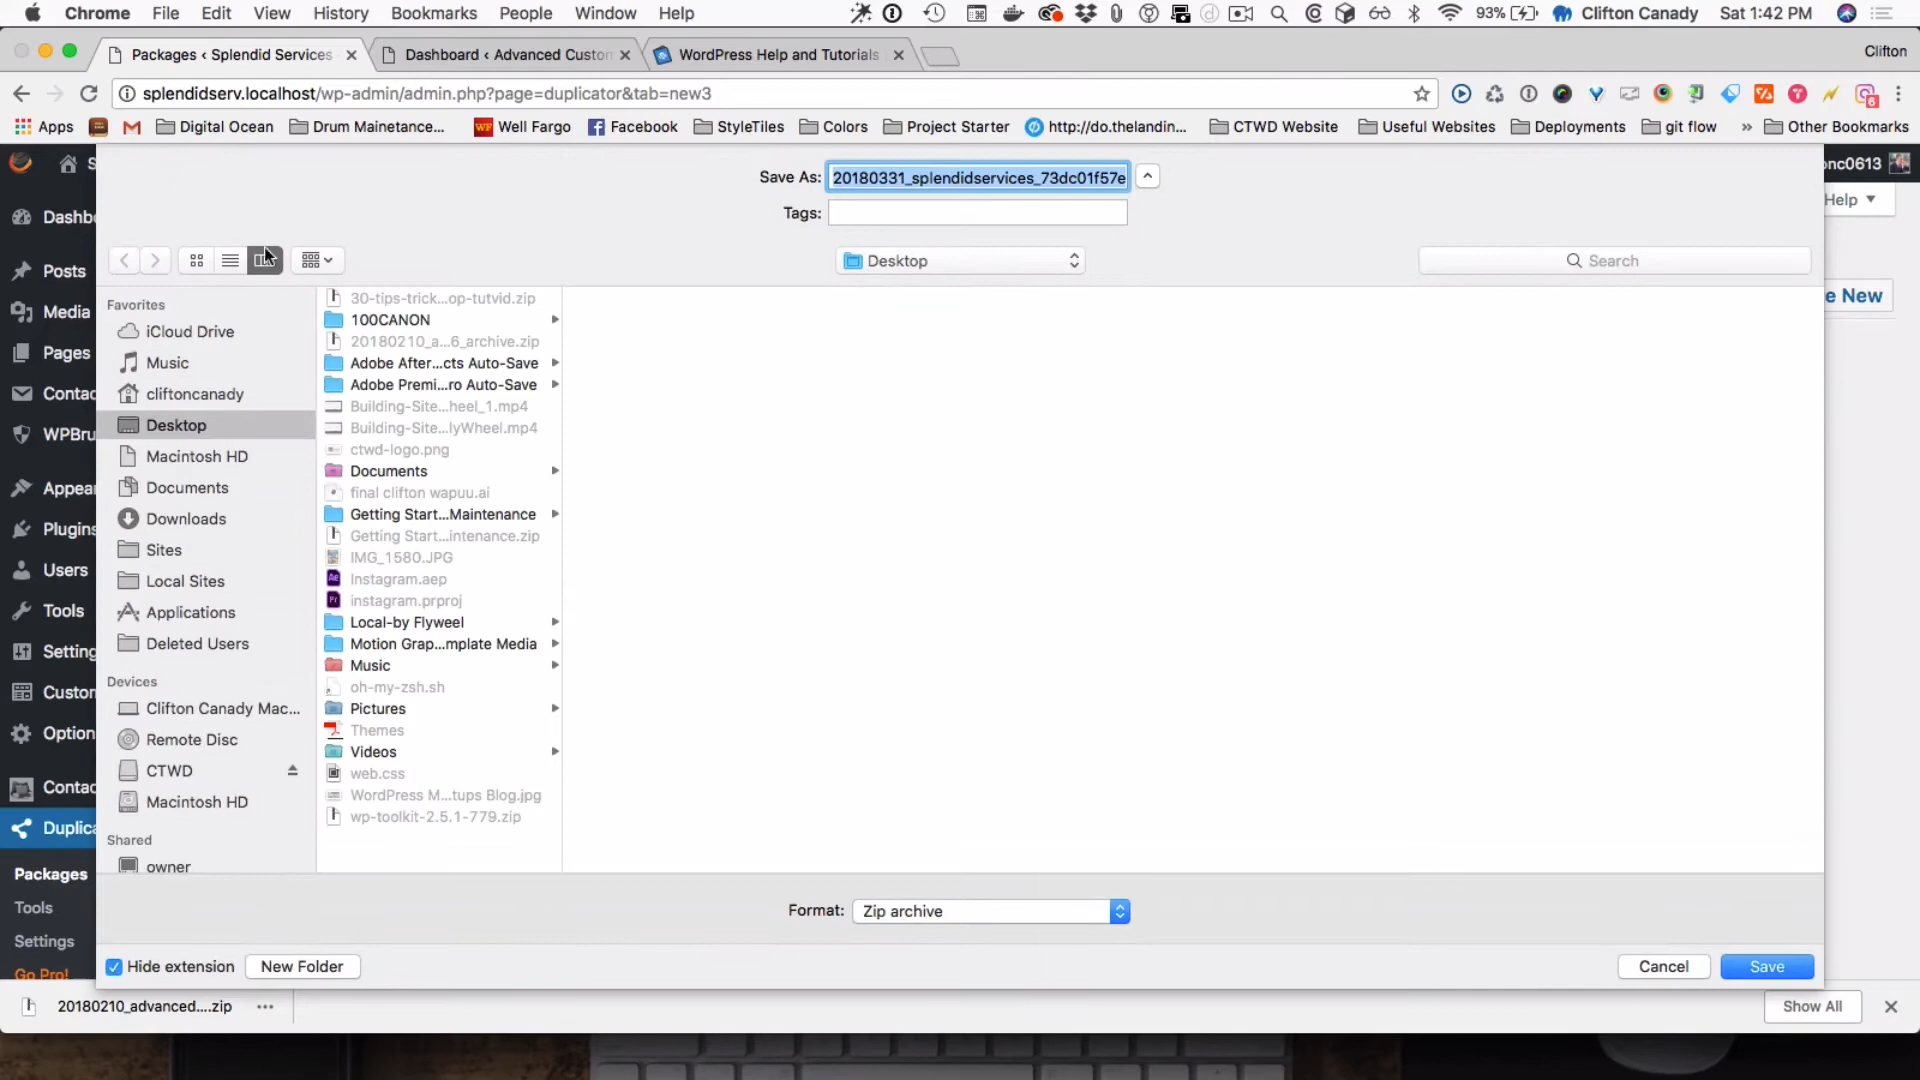 Chrome File Edit View History Bookmarks People Window Help 93% Clifton Canady Sat 1:42 PM
Packages ‹ Splendid Services Dashboard ‹ Advanced Custon WordPress Help and Tutorials Clifton
splendidserv.localhost/wp-admin/admin.php?page=duplicator&tab=new3
Apps Digital Ocean Drum Mainetance... Well Fargo Facebook StyleTiles Colors Project Starter http://do.thelandin... CTWD Website Useful Websites Deployments git flow » Other Bookmarks
S onc0613
Save As: 20180331_splendidservices_73dc01f57e
Tags:
Help
Desktop Search
e New
Dashb
Posts
Media
Pages
Contac
WPBru
Appea
Plugins
Users
Tools
Setting
Custon
Option
Contac
Duplica
Packages
Tools
Settings
Go Pro!
Favorites
iCloud Drive
Music
cliftoncanady
Desktop
Macintosh HD
Documents
Downloads
Sites
Local Sites
Applications
Deleted Users
Devices
Clifton Canady Mac...
Remote Disc
CTWD
Macintosh HD
Shared
owner
30-tips-trick...op-tutvid.zip
100CANON
20180210_a...6_archive.zip
Adobe After...cts Auto-Save
Adobe Premi...ro Auto-Save
Building-Site...heel_1.mp4
Building-Site...lyWheel.mp4
ctwd-logo.png
Documents
final clifton wapuu.ai
Getting Start...Maintenance
Getting Start...intenance.zip
IMG_1580.JPG
Instagram.aep
instagram.prproj
Local-by Flyweel
Motion Grap...mplate Media
Music
oh-my-zsh.sh
Pictures
Themes
Videos
web.css
WordPress M...tups Blog.jpg
wp-toolkit-2.5.1-779.zip
Format: Zip archive
Hide extension New Folder Cancel Save
20180210_advanced....zip Show All